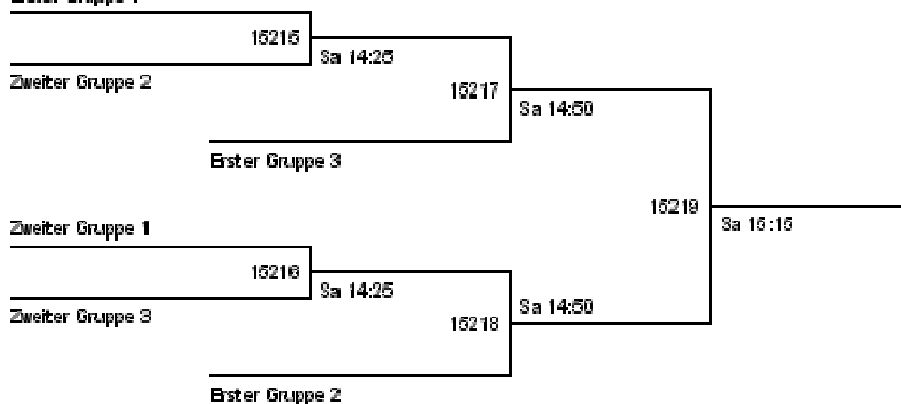 15215
Sa 14:25
Zweiter Gruppe 2
15217
Sa 14:50
Erster Gruppe 3
15219
Sa 15:15
Zweiter Gruppe 1
15216
Sa 14:25
Zweiter Gruppe 3
15218
Sa 14:50
Erster Gruppe 2